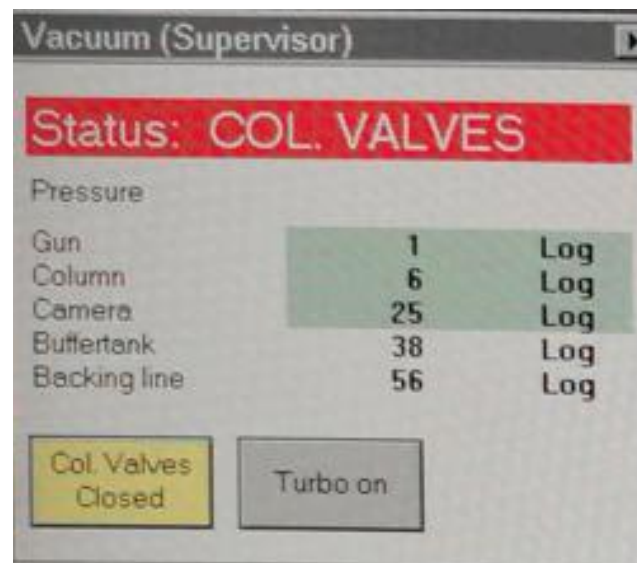 Vacuum (Supervisor)
Status: COL. VALVES
Pressure
Gun 1 Log
Column 6 Log
Camera 25 Log
Buffertank 38 Log
Backing line 56 Log
Col. Valves
Closed
Turbo on